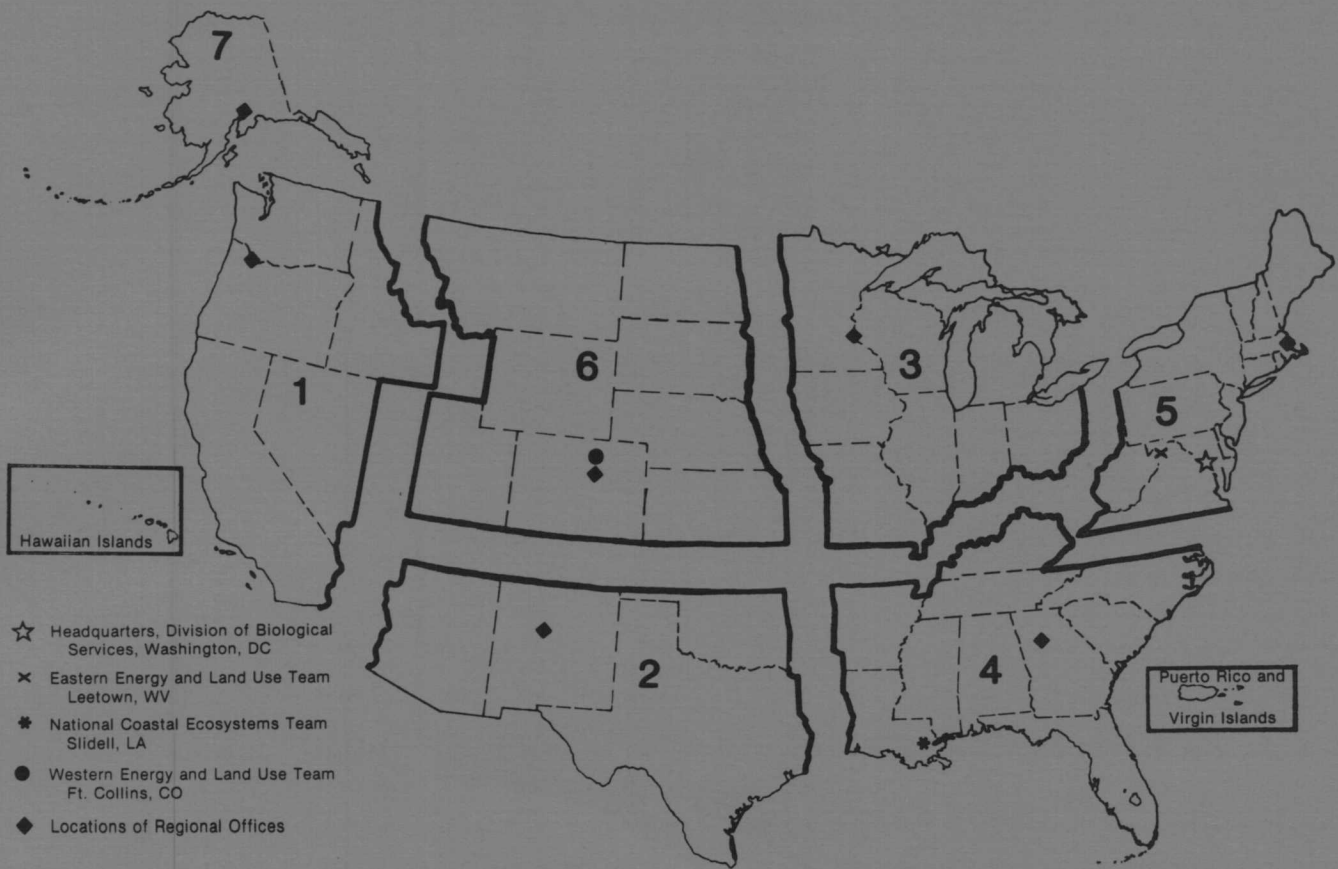 7
3
6
1
5
Hawaiian Islands
Headquarters, Division of Biological
Services, Washington, DC
Eastern Energy and Land Use Team
Leetown, WV
National Coastal Ecosystems Team
Slidell, LA
Western Energy and Land Use Team
Ft. Collins, CO
Locations of Regional Offices
2
4
Puerto Rico and
Virgin Islands